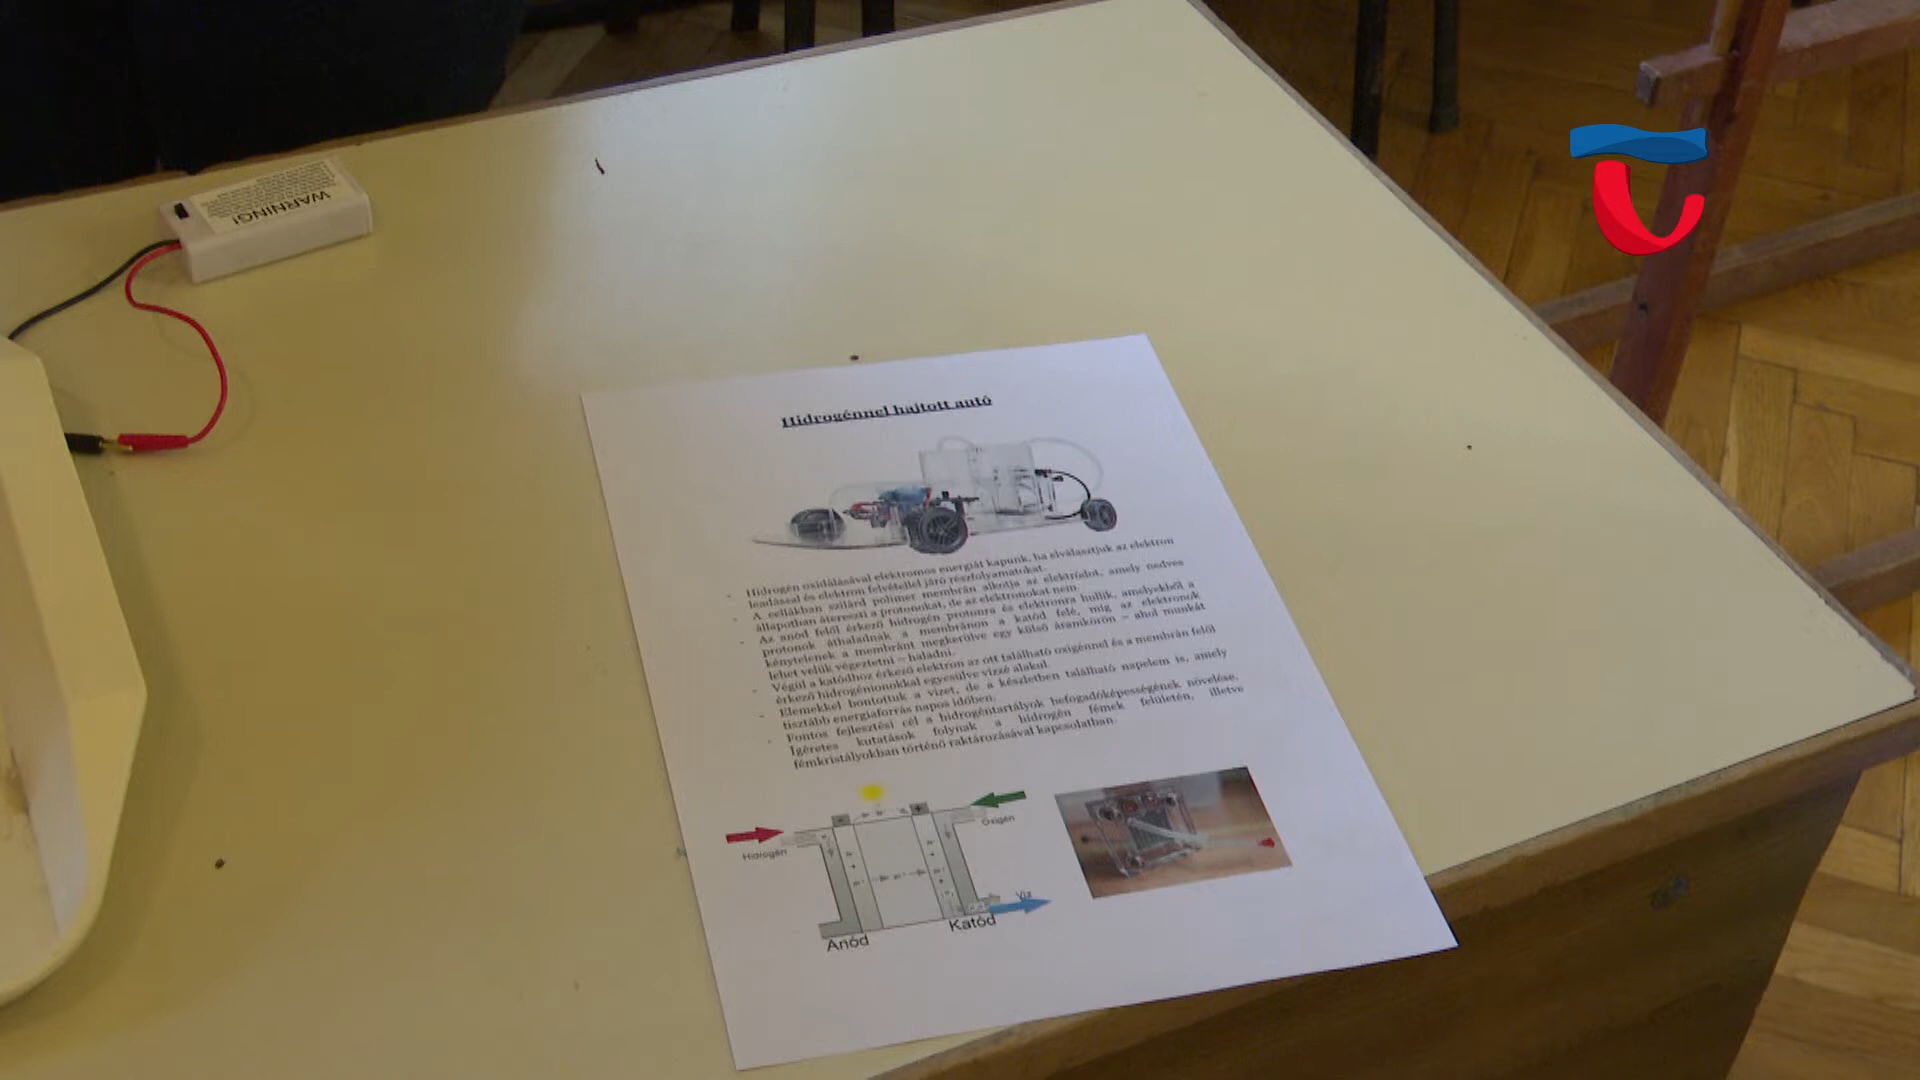 WARNING!
Hidrogénnel hajtott autó
- Hidrogén oxidálásával elektromos energiát kapunk, ha elválasztjuk az elektron
leadással és elektron felvétellel járó részfolyamatokat.
- A cellákban szilárd polimer membrán alkotja az elektródot, amely nedves
állapotban átereszti a protonokat, de az elektronokat nem.
- Az anód felől érkező hidrogén protonra és elektronra hullik, amelyekből a
protonok áthaladnak a membránon a katód felé, míg az elektronok
kénytelenek a membránt megkerülve egy külső áramkörön – ahol munkát
lehet velük végeztetni – haladni.
- Végül a katódhoz érkező elektron az ott található oxigénnel és a membrán felől
érkező hidrogénionokkal egyesülve vízzé alakul.
- Elemekkel bontottuk a vizet, de a készletben található napelem is, amely
tisztább energiaforrás napos időben.
- Fontos fejlesztési cél a hidrogéntartályok befogadóképességének növelése.
Ígéretes kutatások folynak a hidrogén fémek felületén, illetve
fémkristályokban történő raktározásával kapcsolatban.
Hidrogén
Oxigén
Víz
Anód
Katód